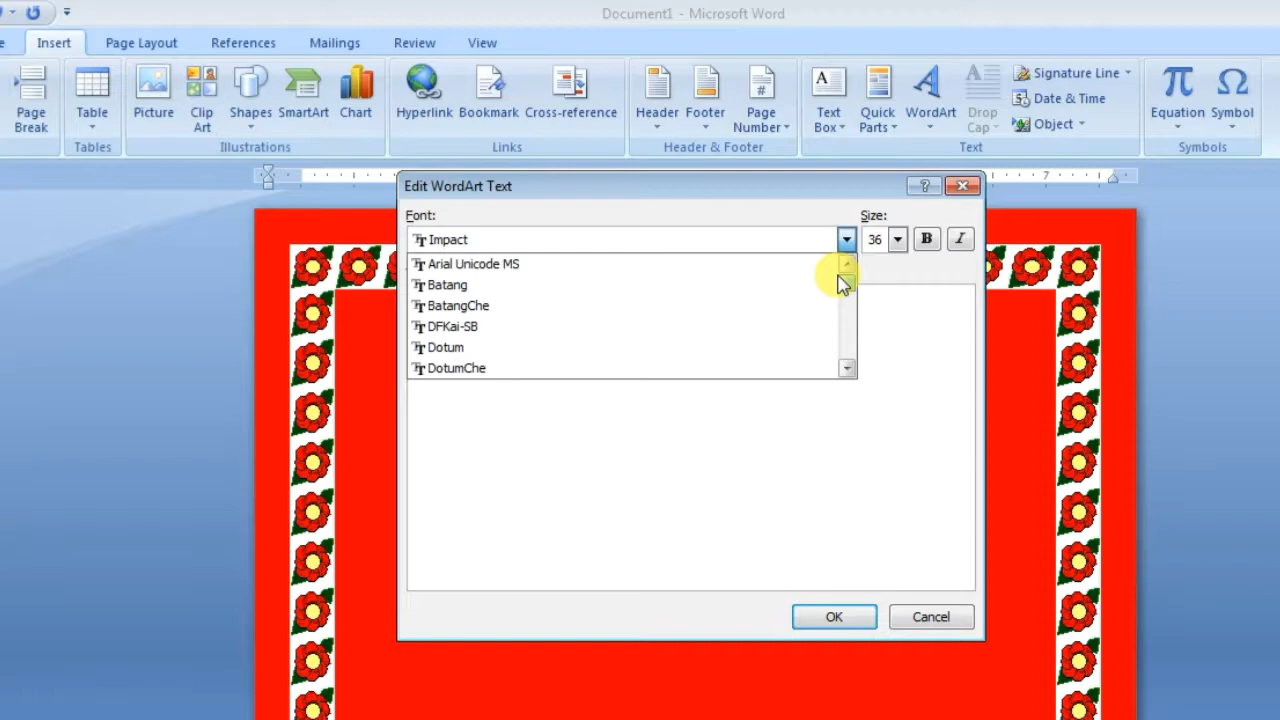 Document1 - Microsoft Word
Insert Page Layout References Mailings Review View
Page Break
Table
Picture
Clip Art
Shapes
SmartArt
Chart
Hyperlink
Bookmark
Cross-reference
Header
Footer
Page Number
Text Box
Quick Parts
WordArt
Drop Cap
Signature Line
Date & Time
Object
Equation
Symbol
Tables
Illustrations
Links
Header & Footer
Text
Symbols
7
Edit WordArt Text
?
Font: Size:
Impact 36 B I
Arial Unicode MS
Batang
BatangChe
DFKai-SB
Dotum
DotumChe
OK Cancel